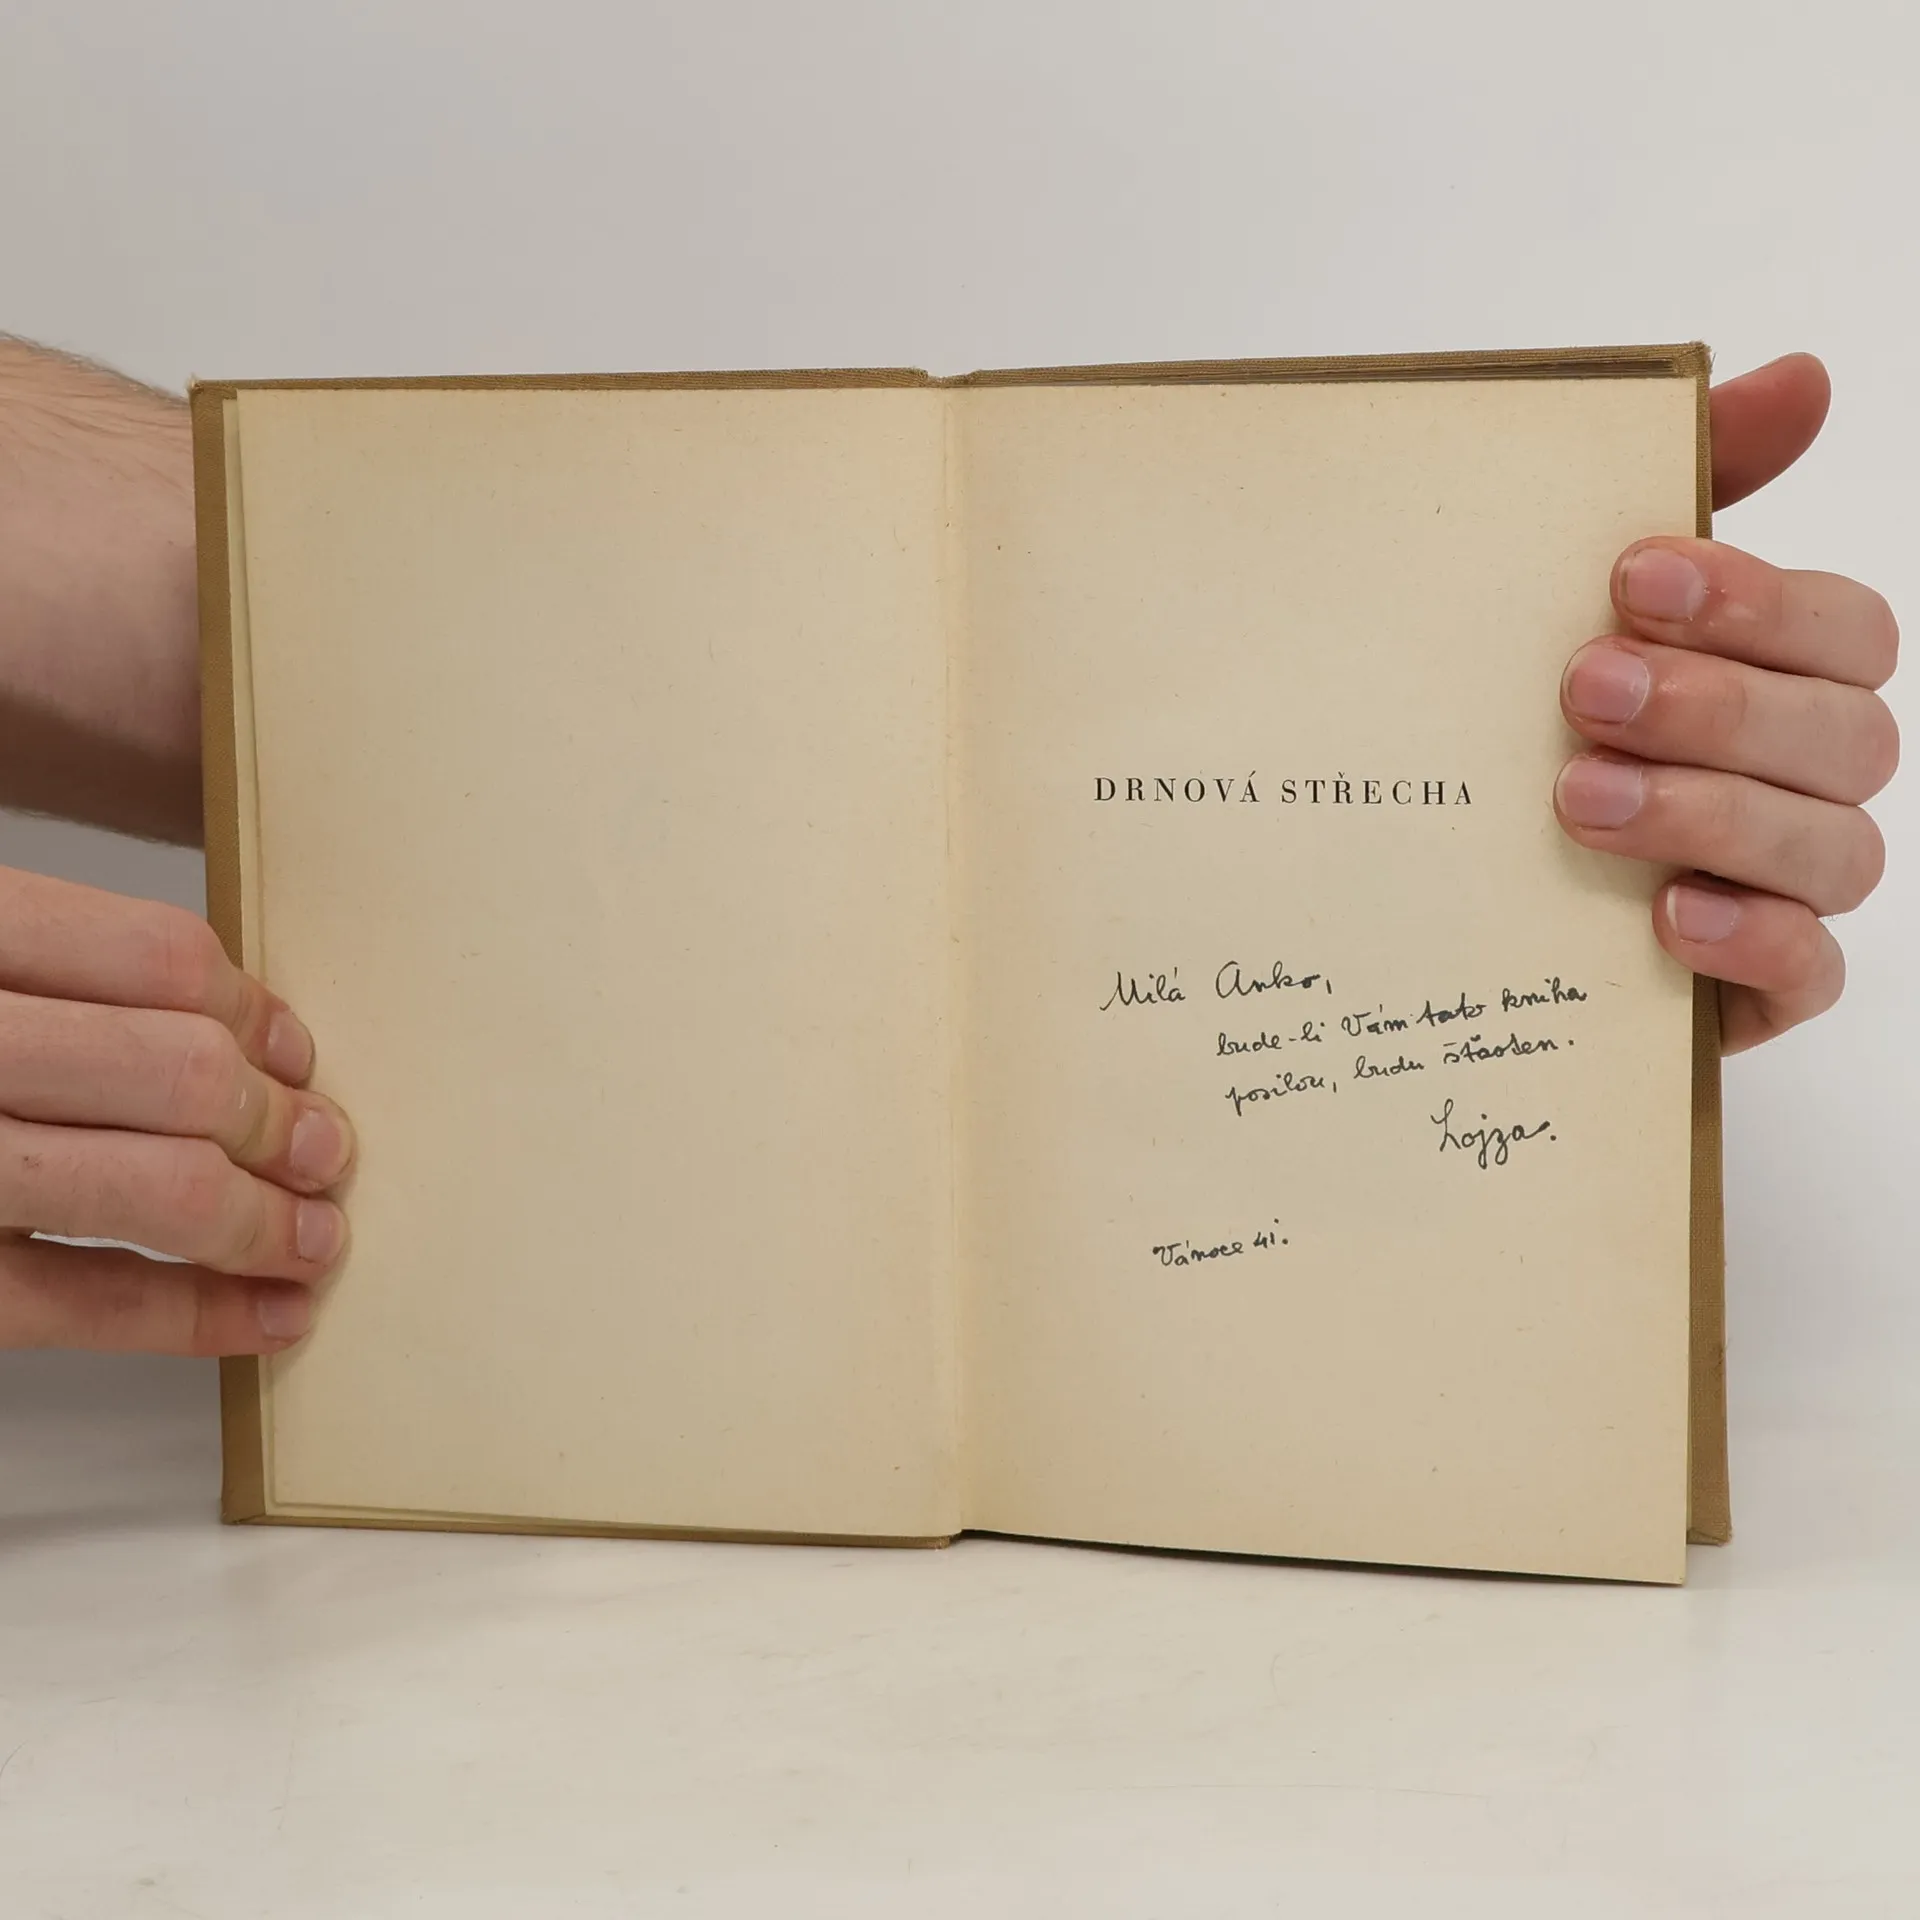 DRNOVÁ STŘECHA
Milá Anko,
bude-li Vám tato kniha
posilou, budu šťasten.
Lojza.
Vánoce 41.